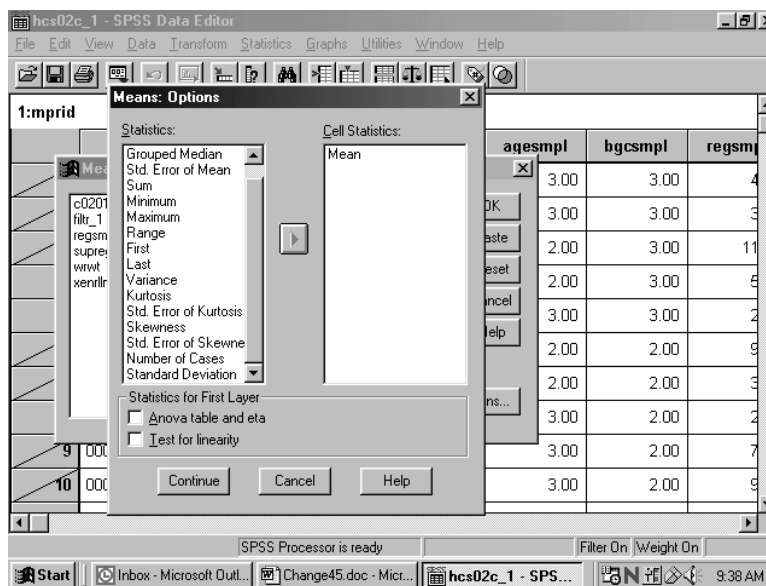 hcs02c_1 - SPSS Data Editor
File Edit View Data Transform Statistics Graphs Utilities Window Help
Means: Options
1:mprid
Statistics:
Cell Statistics:
agesmpl bgcsmpl regsm
Grouped Median
Std. Error of Mean
Sum
Minimum
Maximum
Range
First
Last
Variance
Kurtosis
Std. Error of Kurtosis
Skewness
Std. Error of Skewne
Number of Cases
Standard Deviation
Mean
Mea
c0201
filtr_1
regsm
supre
wrwt
xenrllr
OK
aste
eset
ancel
Help
ns...
3.00 3.00 4
3.00 3.00 3
2.00 3.00 11
2.00 3.00 5
3.00 3.00 2
2.00 2.00 9
2.00 2.00 3
3.00 2.00 2
9 000 3.00 2.00 7
10 000 3.00 2.00 9
Statistics for First Layer
Anova table and eta
Test for linearity
Continue Cancel Help
SPSS Processor is ready Filter On Weight On
Start Inbox - Microsoft Outl... Change45.doc - Micr... hcs02c_1 - SPS... 9:38 AM